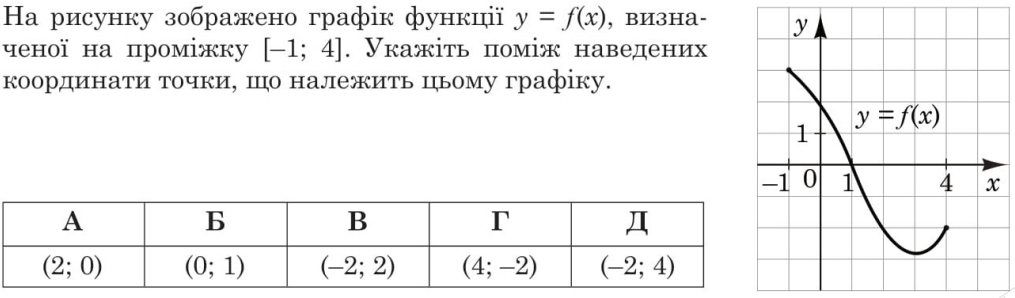 На рисунку зображено графік функції y = f(x), визна-
ченої на проміжку [–1; 4]. Укажіть поміж наведених
координати точки, що належить цьому графіку.
А Б В Г Д
(2; 0) (0; 1) (–2; 2) (4; –2) (–2; 4)
y
y = f(x)
1
–1 0 1 4 x